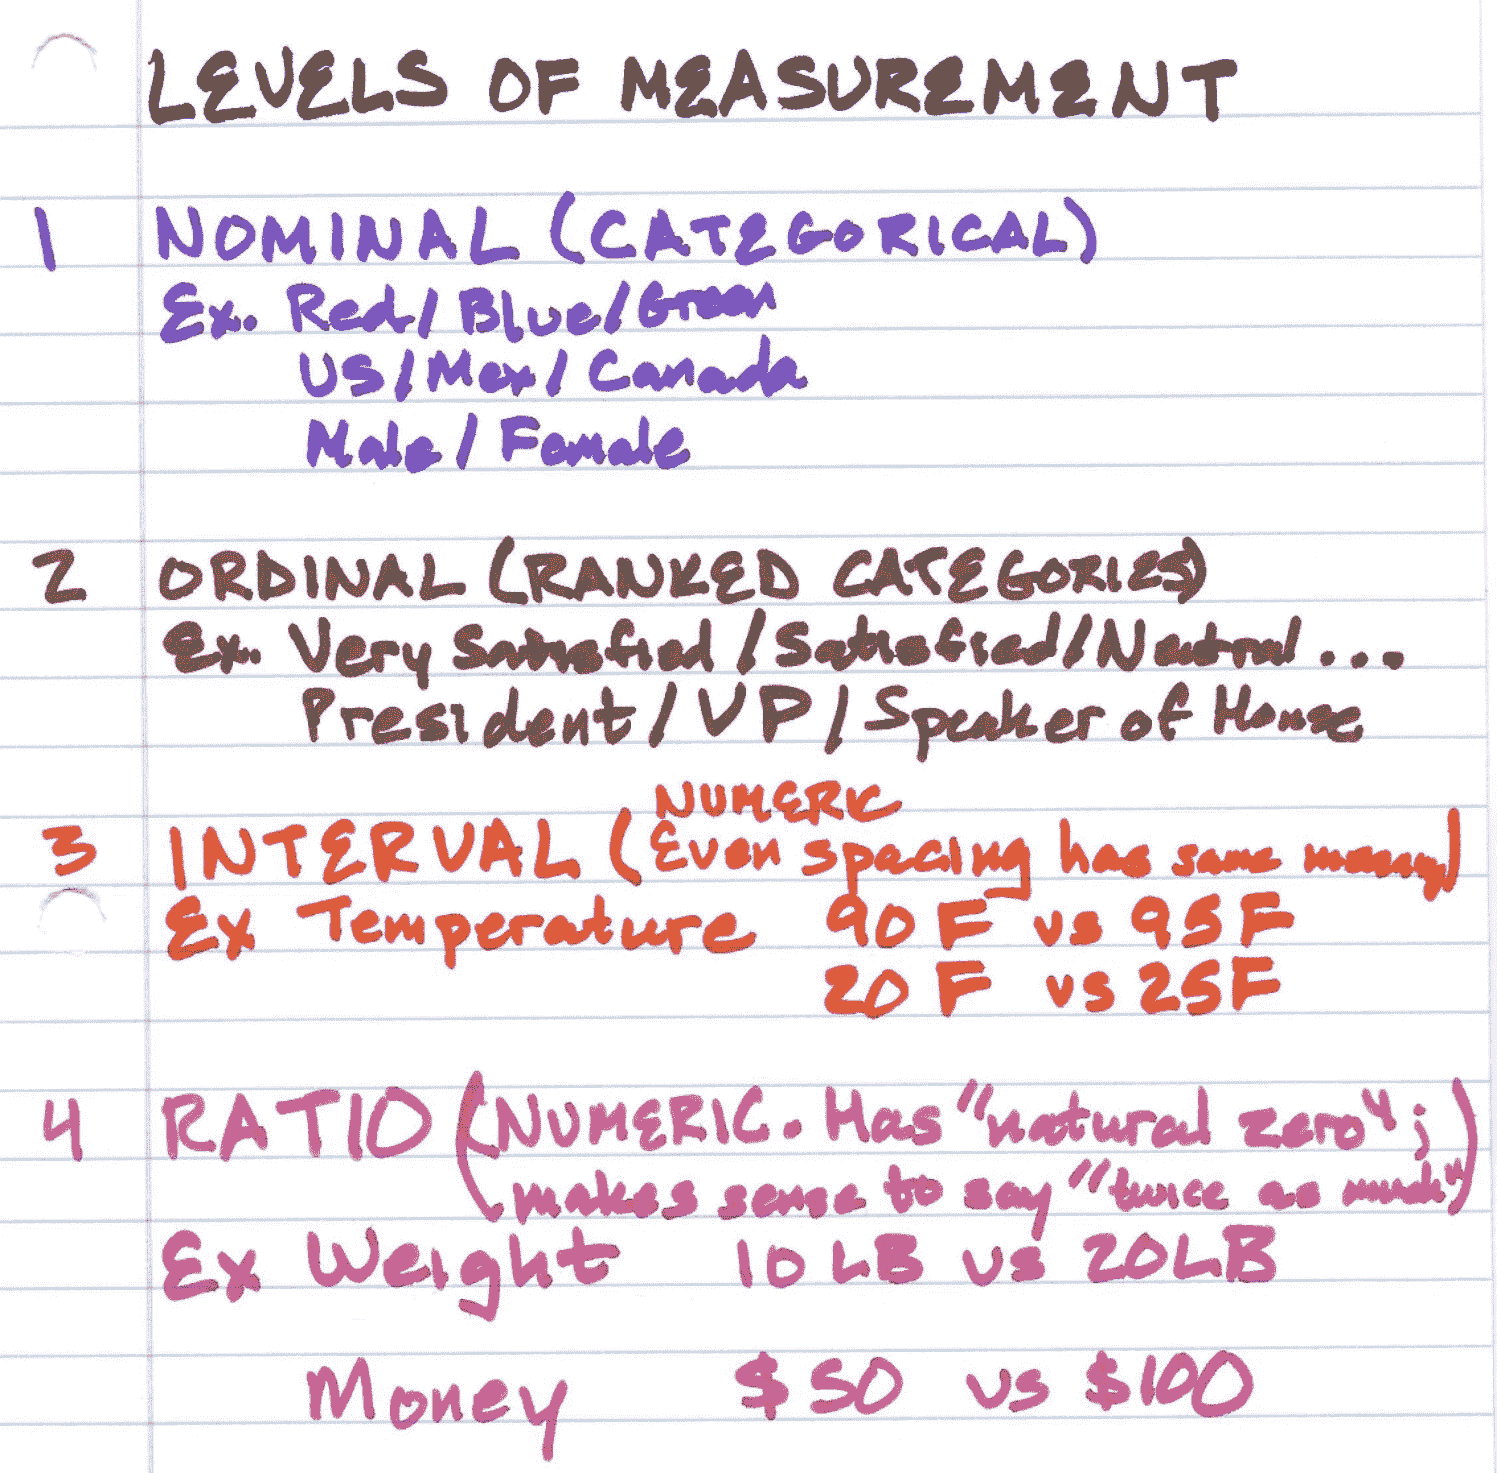 LEVELS OF MEASUREMENT
1 NOMINAL (CATEGORICAL)
Ex. Red/Blue/Green
US/Mex/Canada
Male/Female
2 ORDINAL (RANKED CATEGORIES)
Ex. Very Satisfied/Satisfied/Neutral...
President/VP/Speaker of House
NUMERIC
3 INTERVAL (Even spacing has same meaning)
Ex Temperature 90 F vs 95 F
20 F vs 25F
4 RATIO (NUMERIC. Has "natural zero";
makes sense to say "twice as much")
Ex Weight 10 LB vs 20LB
Money $50 vs $100